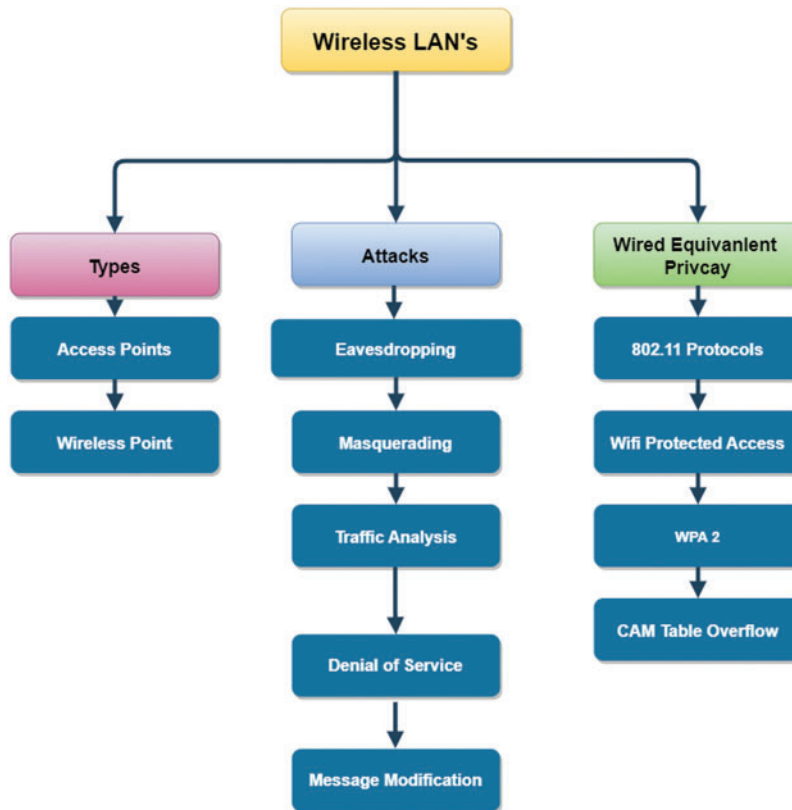 Wireless LAN's
Types
Access Points
Wireless Point
Attacks
Eavesdropping
Masquerading
Traffic Analysis
Denial of Service
Message Modification
Wired Equivanlent
Privcay
802.11 Protocols
Wifi Protected Access
WPA 2
CAM Table Overflow